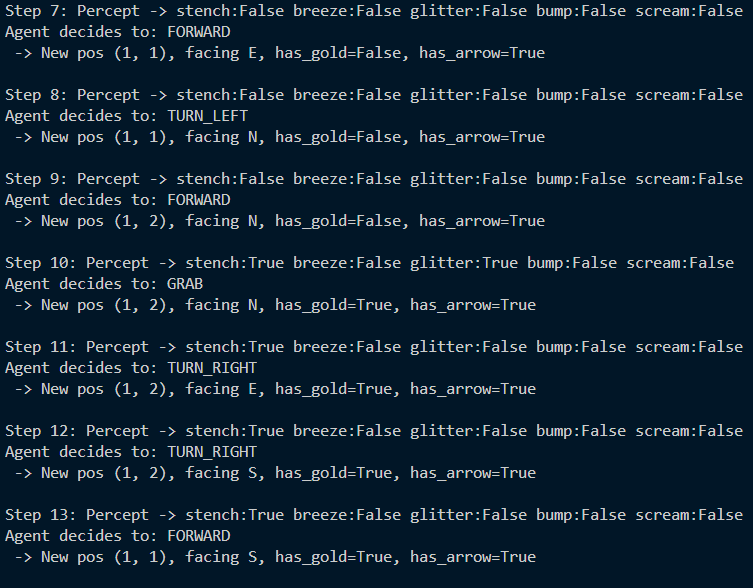 Step 7: Percept -> stench:False breeze:False glitter:False bump:False scream:False
Agent decides to: FORWARD
 -> New pos (1, 1), facing E, has_gold=False, has_arrow=True

Step 8: Percept -> stench:False breeze:False glitter:False bump:False scream:False
Agent decides to: TURN_LEFT
 -> New pos (1, 1), facing N, has_gold=False, has_arrow=True

Step 9: Percept -> stench:False breeze:False glitter:False bump:False scream:False
Agent decides to: FORWARD
 -> New pos (1, 2), facing N, has_gold=False, has_arrow=True

Step 10: Percept -> stench:True breeze:False glitter:True bump:False scream:False
Agent decides to: GRAB
 -> New pos (1, 2), facing N, has_gold=True, has_arrow=True

Step 11: Percept -> stench:True breeze:False glitter:False bump:False scream:False
Agent decides to: TURN_RIGHT
 -> New pos (1, 2), facing E, has_gold=True, has_arrow=True

Step 12: Percept -> stench:True breeze:False glitter:False bump:False scream:False
Agent decides to: TURN_RIGHT
 -> New pos (1, 2), facing S, has_gold=True, has_arrow=True

Step 13: Percept -> stench:True breeze:False glitter:False bump:False scream:False
Agent decides to: FORWARD
 -> New pos (1, 1), facing S, has_gold=True, has_arrow=True